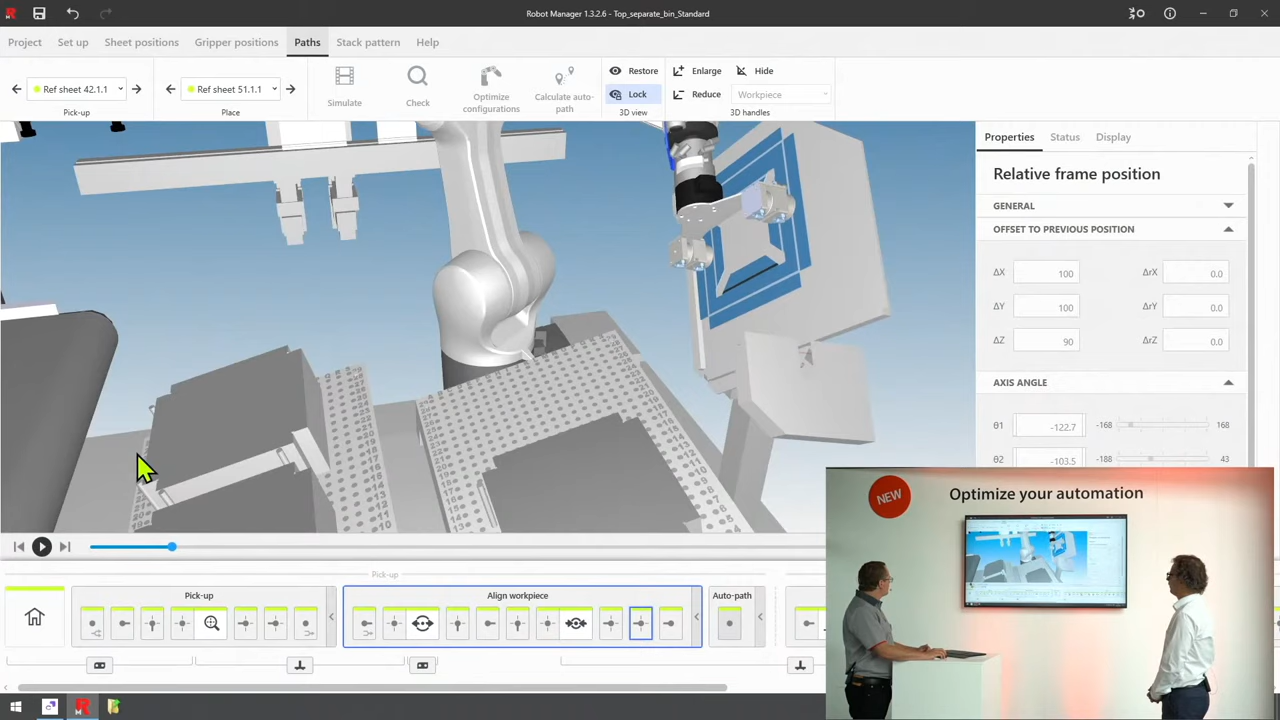 Robot Manager 1.3.2.6 - Top_separate_bin_Standard
Project Set up Sheet positions Gripper positions Paths Stack pattern Help
Ref sheet 42.1.1
Pick-up
Ref sheet 51.1.1
Place
Simulate
Check
Optimize
configurations
Calculate auto-
path
Restore
Lock
3D view
Enlarge
Hide
Reduce
Workpiece
3D handles
Properties Status Display
Relative frame position
GENERAL
OFFSET TO PREVIOUS POSITION
ΔX 100 ΔrX 0.0
ΔY 100 ΔrY 0.0
ΔZ 90 ΔrZ 0.0
AXIS ANGLE
θ1 -122.7 -168 168
θ2 -103.5 -188 43
Pick-up
Pick-up
Align workpiece
Auto-path
NEW
Optimize your automation